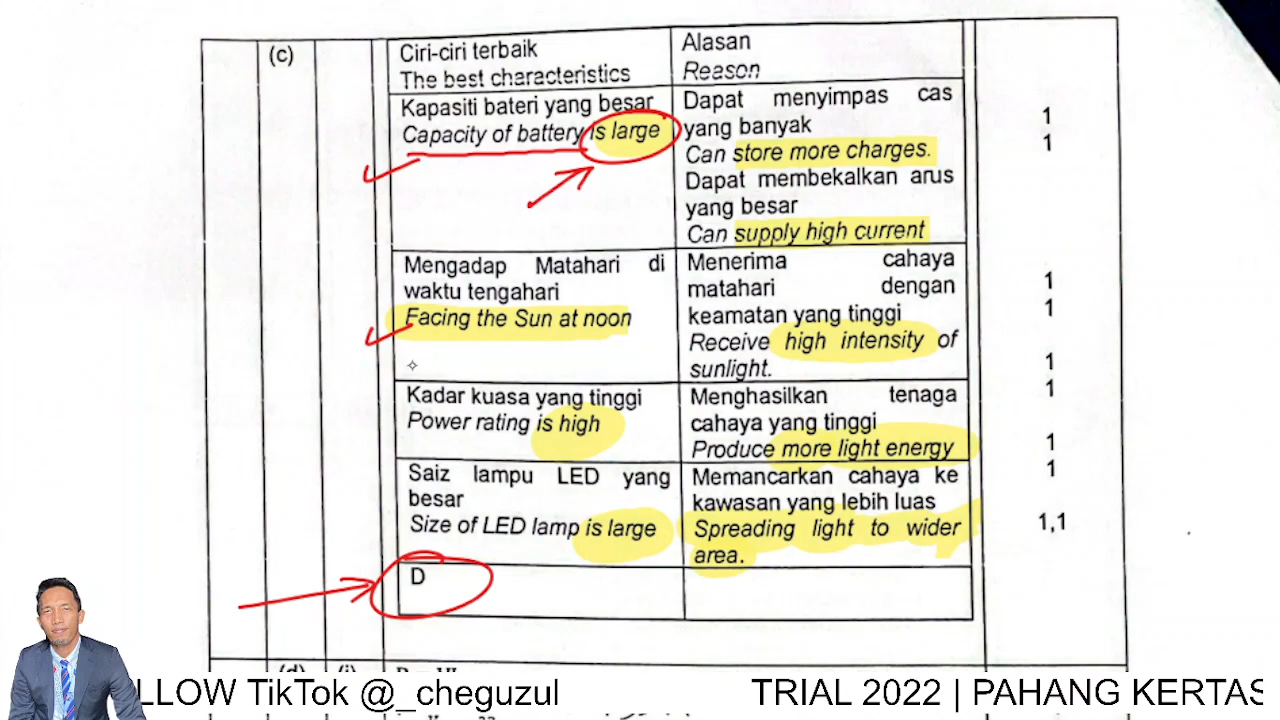 (c)
Ciri-ciri terbaik
The best characteristics
Alasan
Reason
Kapasiti bateri yang besar
Capacity of battery is large
Dapat menyimpas cas
yang banyak
Can store more charges.
Dapat membekalkan arus
yang besar
Can supply high current
1
1
Mengadap Matahari di
waktu tengahari
Facing the Sun at noon
Menerima cahaya
matahari dengan
keamatan yang tinggi
Receive high intensity of
sunlight.
1
1
1
1
Kadar kuasa yang tinggi
Power rating is high
Menghasilkan tenaga
cahaya yang tinggi
Produce more light energy
1
1
Saiz lampu LED yang
besar
Size of LED lamp is large
Memancarkan cahaya ke
kawasan yang lebih luas
Spreading light to wider
area.
1,1
D
(d) (i)
LLOW TikTok @_cheguzul
TRIAL 2022 | PAHANG KERTAS